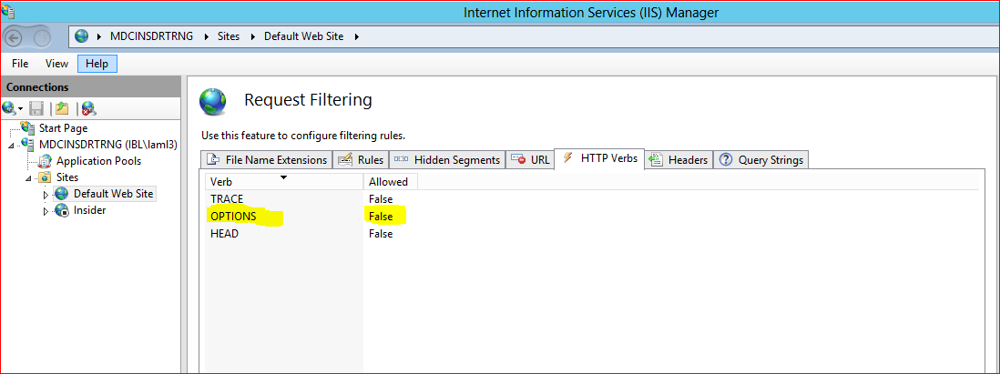 Internet Information Services (IIS) Manager
MDCINSDRTRNG Sites Default Web Site
File View Help
Connections
Start Page
MDCINSDRTRNG (IBL\laml3)
Application Pools
Sites
Default Web Site
Insider
Request Filtering
Use this feature to configure filtering rules.
File Name Extensions Rules Hidden Segments URL HTTP Verbs Headers Query Strings
Verb Allowed
TRACE False
OPTIONS False
HEAD False